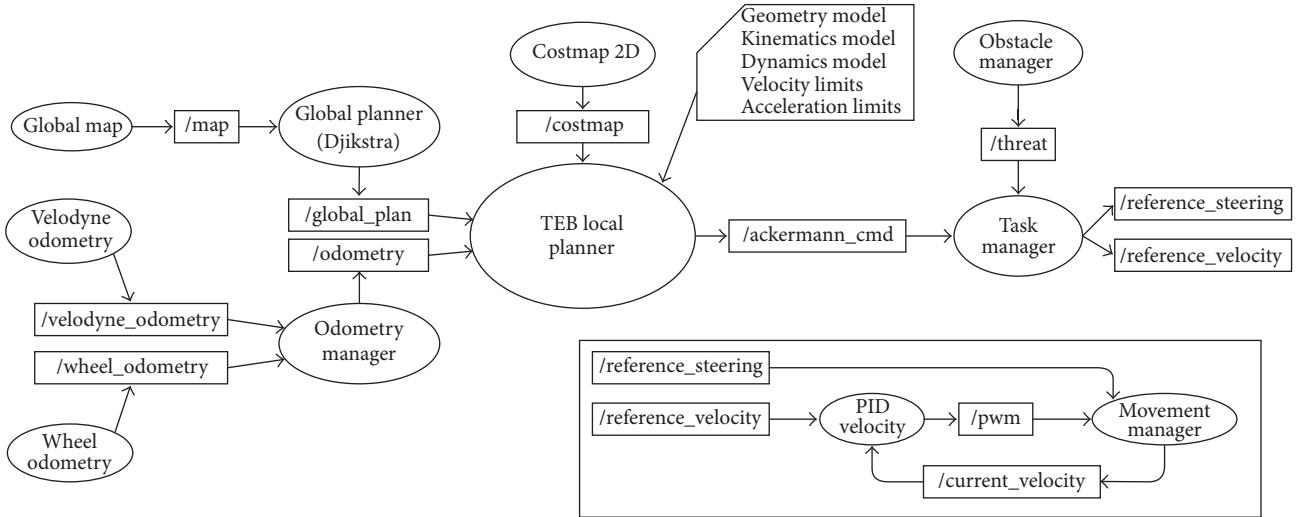 Geometry model
Kinematics model
Dynamics model
Velocity limits
Acceleration limits
Costmap 2D
Obstacle
manager
Global map
/map
Global planner
(Djikstra)
/costmap
/threat
Velodyne
odometry
/global_plan
/odometry
TEB local
planner
/ackermann_cmd
Task
manager
/reference_steering
/reference_velocity
/velodyne_odometry
/wheel_odometry
Odometry
manager
Wheel
odometry
/reference_steering
/reference_velocity
PID
velocity
/pwm
Movement
manager
/current_velocity